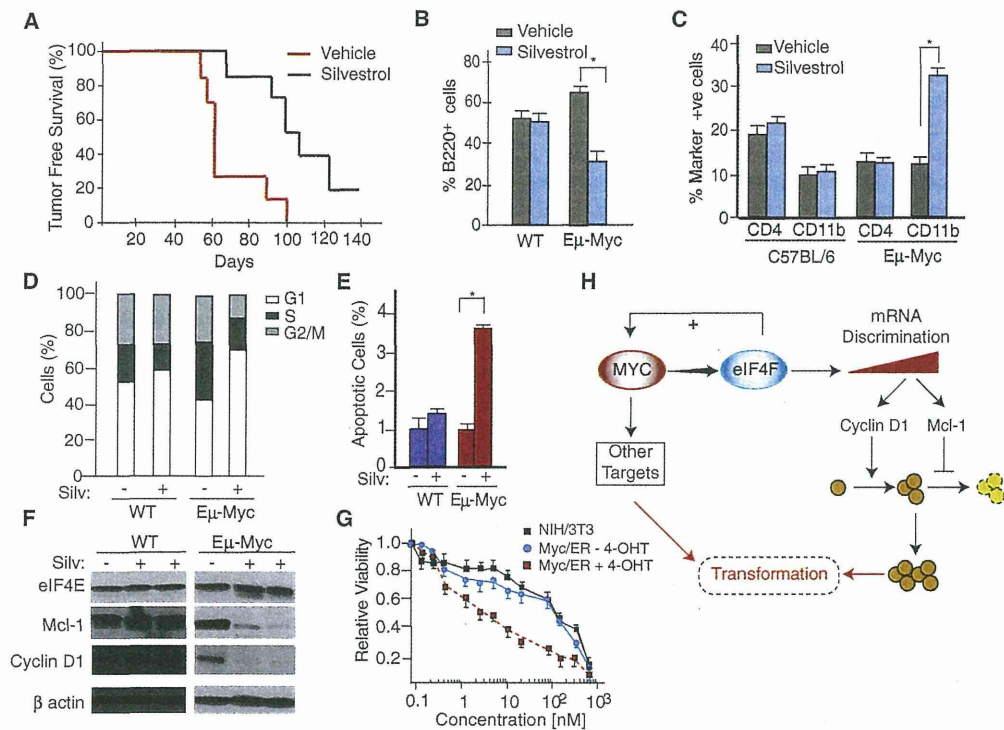 A
Tumor Free Survival (%)
100
80
60
40
20
0
Vehicle
Silvestrol
20 40 60 80 100 120 140
Days
B
% B220+ cells
80
60
40
20
0
Vehicle
Silvestrol
*
WT Eµ-Myc
C
% Marker +ve cells
40
30
20
10
0
Vehicle
Silvestrol
*
CD4 CD11b CD4 CD11b
C57BL/6 Eµ-Myc
D
Cells (%)
100
80
60
40
20
0
G1
S
G2/M
Silv: - + - +
WT Eµ-Myc
E
Apoptotic Cells (%)
4
2
1
0
*
Silv: - + - +
WT Eµ-Myc
F
WT Eµ-Myc
Silv: - + + - + +
eIF4E
Mcl-1
Cyclin D1
β actin
G
Relative Viability
1.0
0.8
0.6
0.4
0.2
NIH/3T3
Myc/ER - 4-OHT
Myc/ER + 4-OHT
0.1 0 1 10 10² 10³
Concentration [nM]
H
+
mRNA
Discrimination
MYC
eIF4F
Cyclin D1 Mcl-1
Other
Targets
Transformation